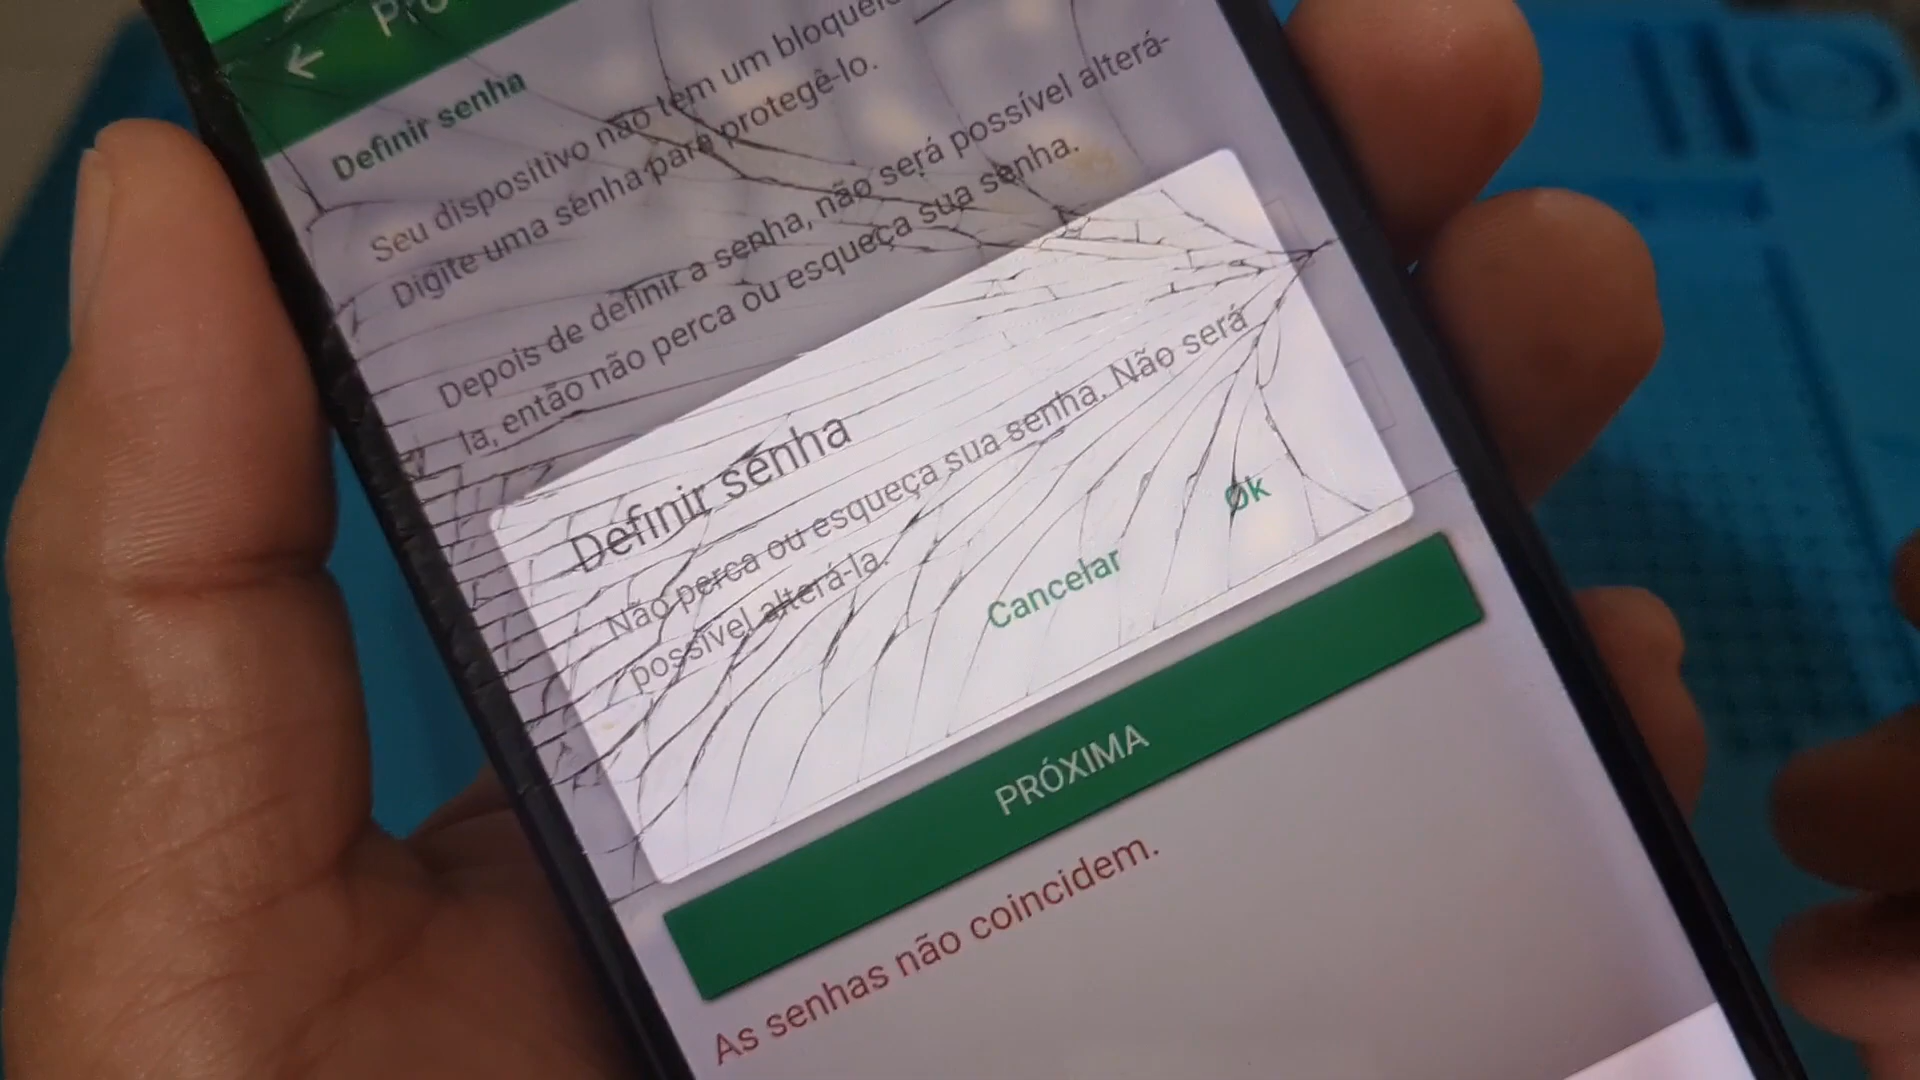 Definir senha
Seu dispositivo não tem um bloqueio
Digite uma senha para protegê-lo.
Depois de definir a senha, não será possível alterá-
la, então não perca ou esqueça sua senha.
Definir senha
Não perca ou esqueça sua senha. Não será
possível alterá-la.
Cancelar Ok
PRÓXIMA
As senhas não coincidem.